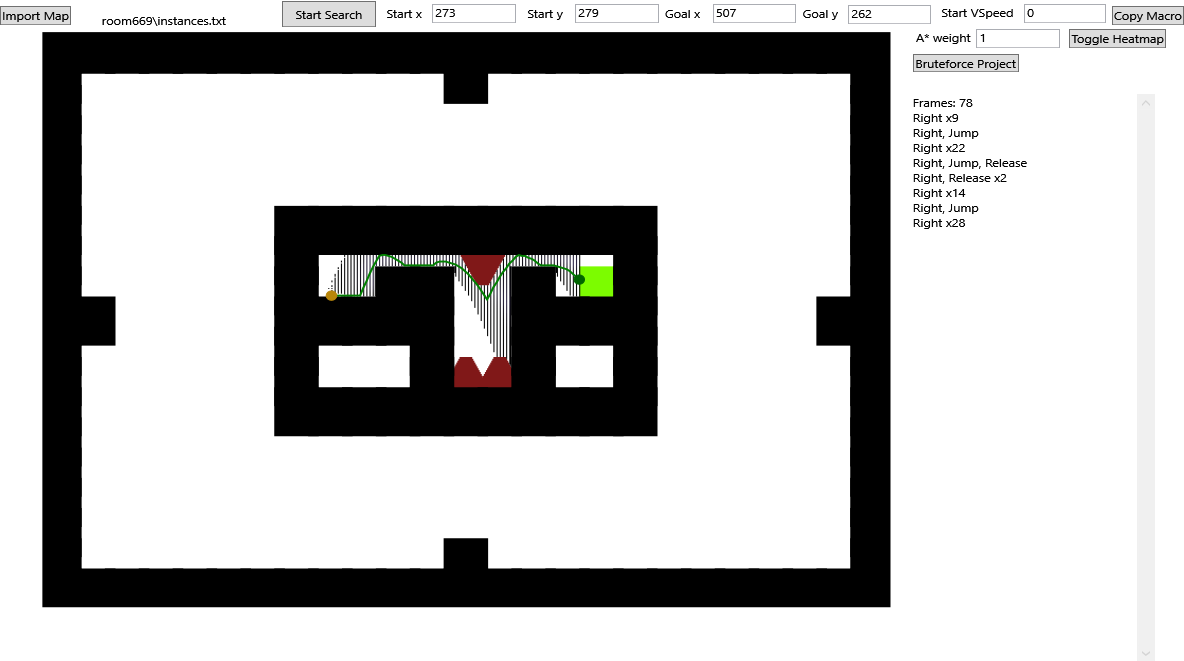 Import Map room669\instances.txt Start Search Start x 273 Start y 279 Goal x 507 Goal y 262 Start VSpeed 0 Copy Macro
A* weight 1 Toggle Heatmap
Bruteforce Project
Frames: 78
Right x9
Right, Jump
Right x22
Right, Jump, Release
Right, Release x2
Right x14
Right, Jump
Right x28